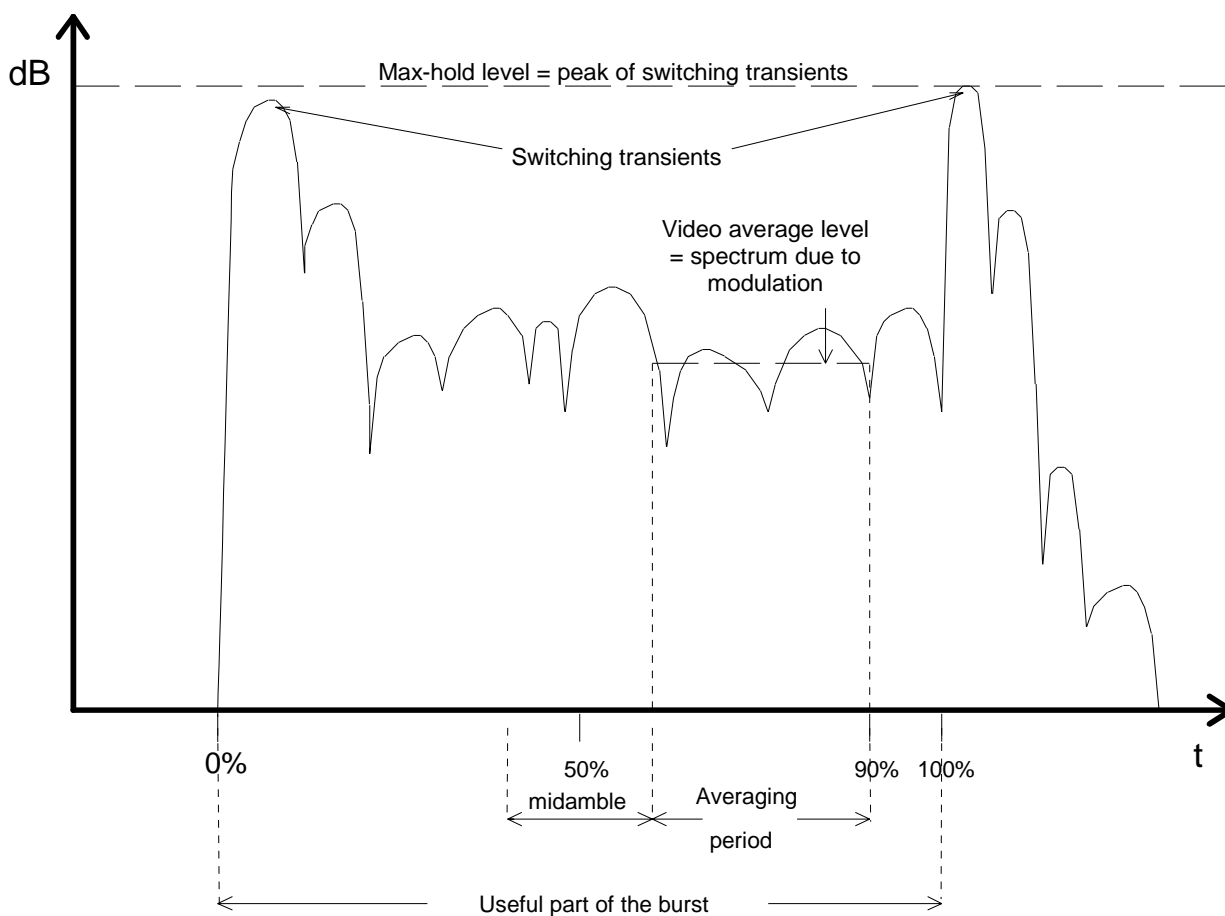 dB
Max-hold level = peak of switching transients
Switching transients
Video average level
= spectrum due to
modulation
0%
50%
90%
100%
t
midamble
Averaging
period
Useful part of the burst